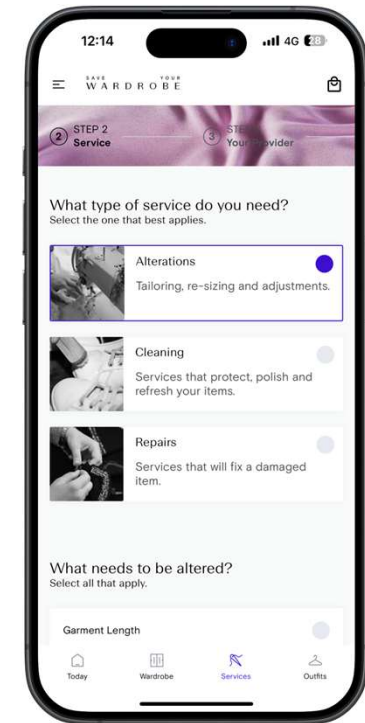 12:14
4G 28
SAVE YOUR
WARDROBE
2 STEP 2
Service
3
Your Provider
What type of service do you need?
Select the one that best applies.
Alterations
Tailoring, re-sizing and adjustments.
Cleaning
Services that protect, polish and
refresh your items.
Repairs
Services that will fix a damaged
item.
What needs to be altered?
Select all that apply.
Garment Length
Today
Wardrobe
Services
Outfits